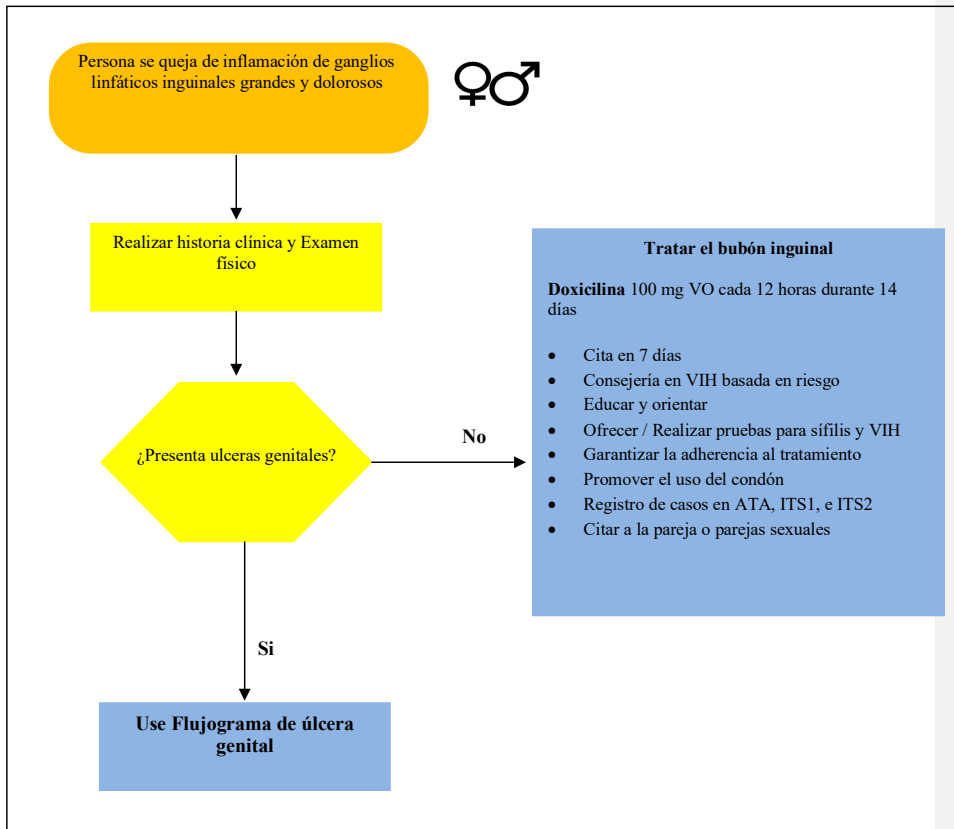 Persona se queja de inflamación de ganglios
linfáticos inguinales grandes y dolorosos
Realizar historia clínica y Examen
físico
¿Presenta ulceras genitales?
No
Tratar el bubón inguinal
Doxicilina 100 mg VO cada 12 horas durante 14
días
• Cita en 7 días
• Consejería en VIH basada en riesgo
• Educar y orientar
• Ofrecer / Realizar pruebas para sífilis y VIH
• Garantizar la adherencia al tratamiento
• Promover el uso del condón
• Registro de casos en ATA, ITS1, e ITS2
• Citar a la pareja o parejas sexuales
Si
Use Flujograma de úlcera
genital